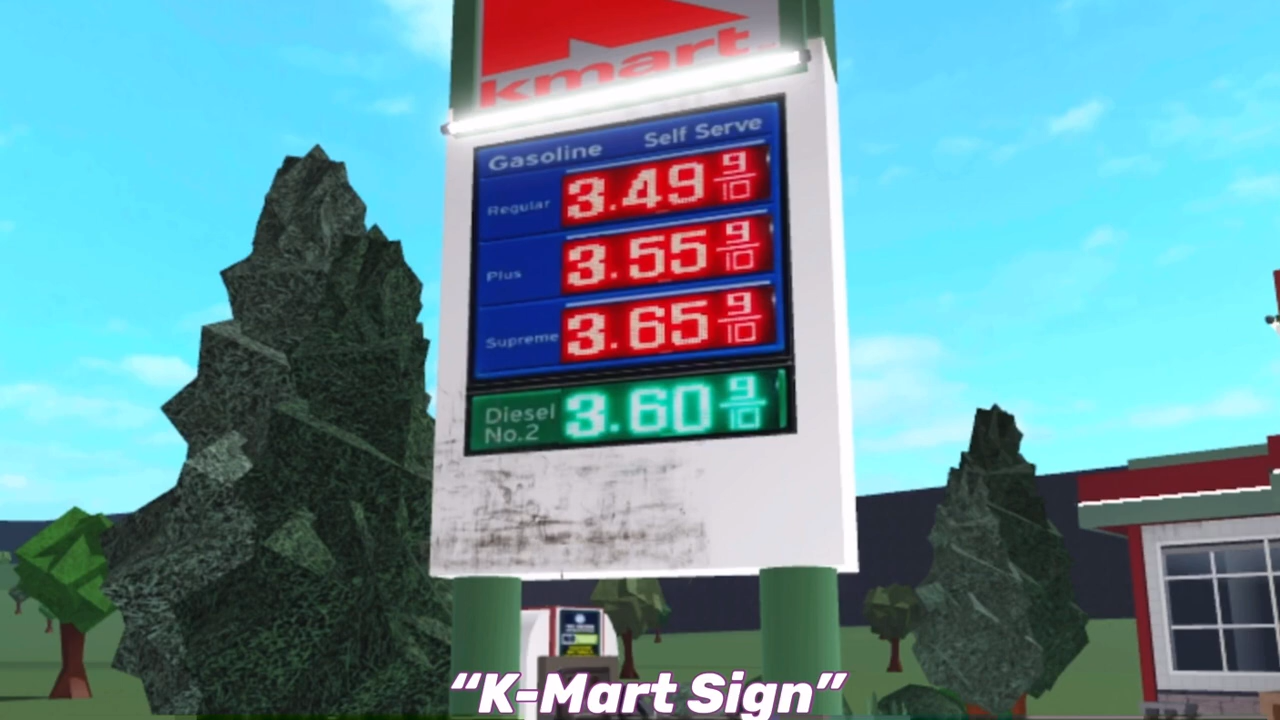 kmart
Gasoline Self Serve
Regular 3.49 9/10
Plus 3.55 9/10
Supreme 3.65 9/10
Diesel No.2 3.60 9/10
“K-Mart Sign”